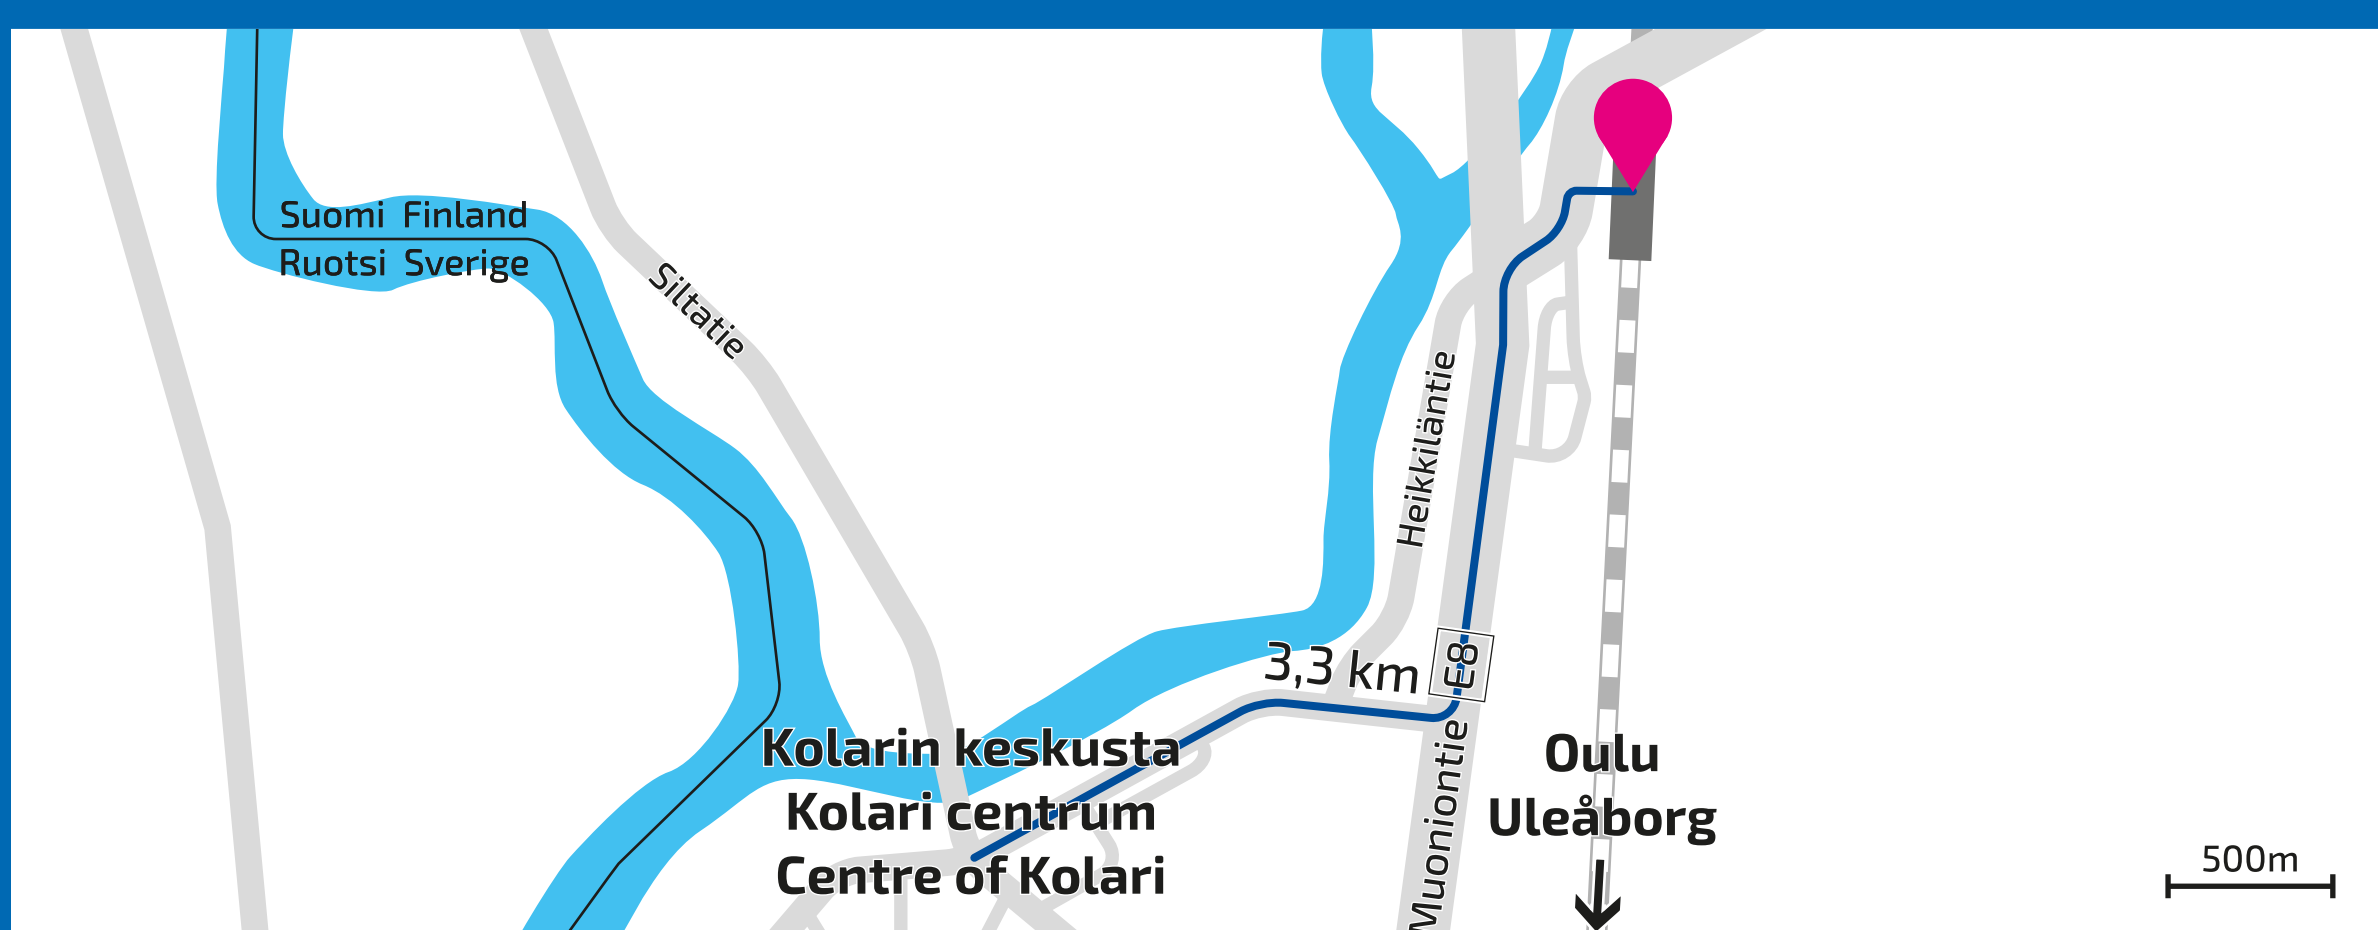 Suomi Finland
Ruotsi Sverige
Siltatie
Heikkiläntie
3,3 km
E8
Muoniontie
Kolarin keskusta
Kolari centrum
Centre of Kolari
Oulu
Uleåborg
500m